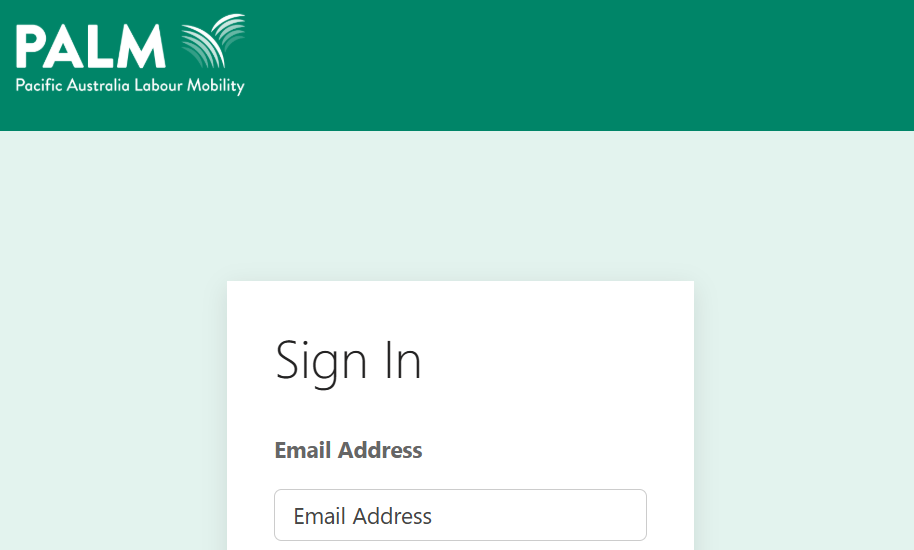 PALM
Pacific Australia Labour Mobility
Sign In
Email Address
Email Address